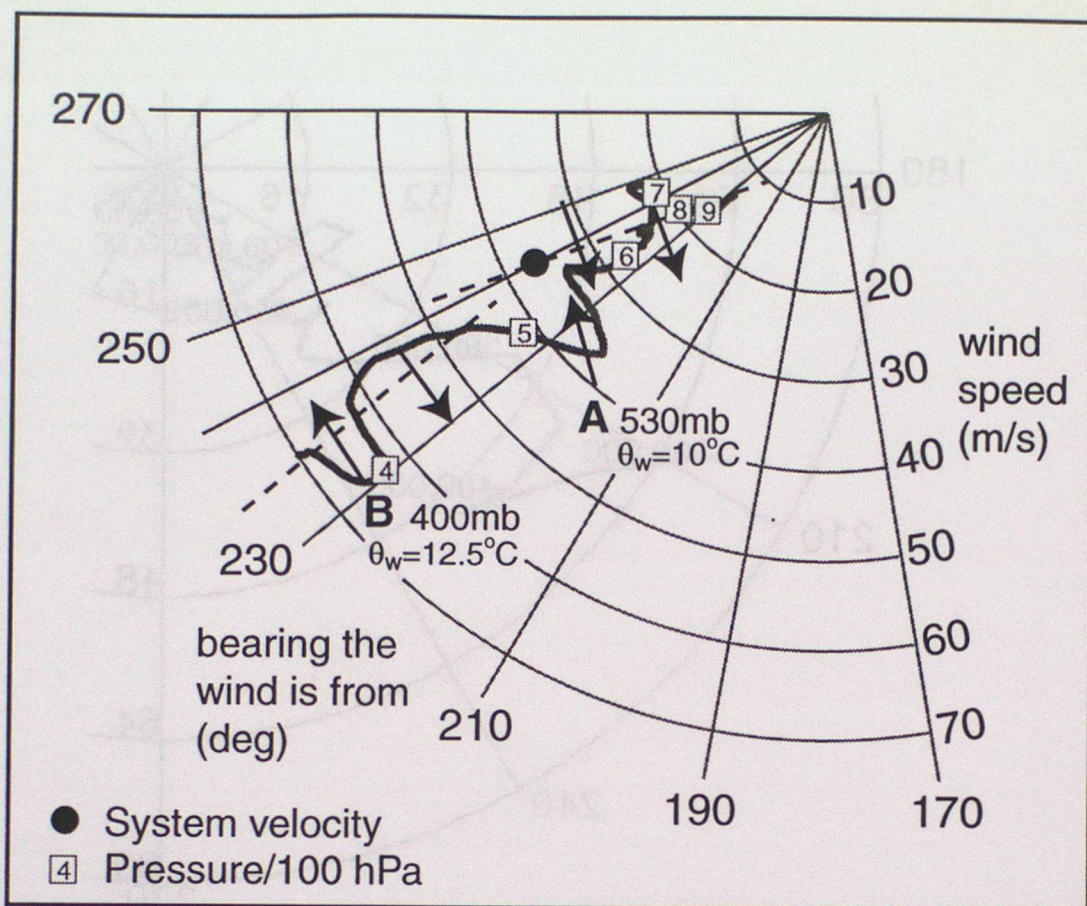 270
250
230
210
190
170
10
20
30
40
50
60
70
wind
speed
(m/s)
7
8
9
6
5
4
A 530mb
θw=10°C
B 400mb
θw=12.5°C
bearing the
wind is from
(deg)
● System velocity
4 Pressure/100 hPa